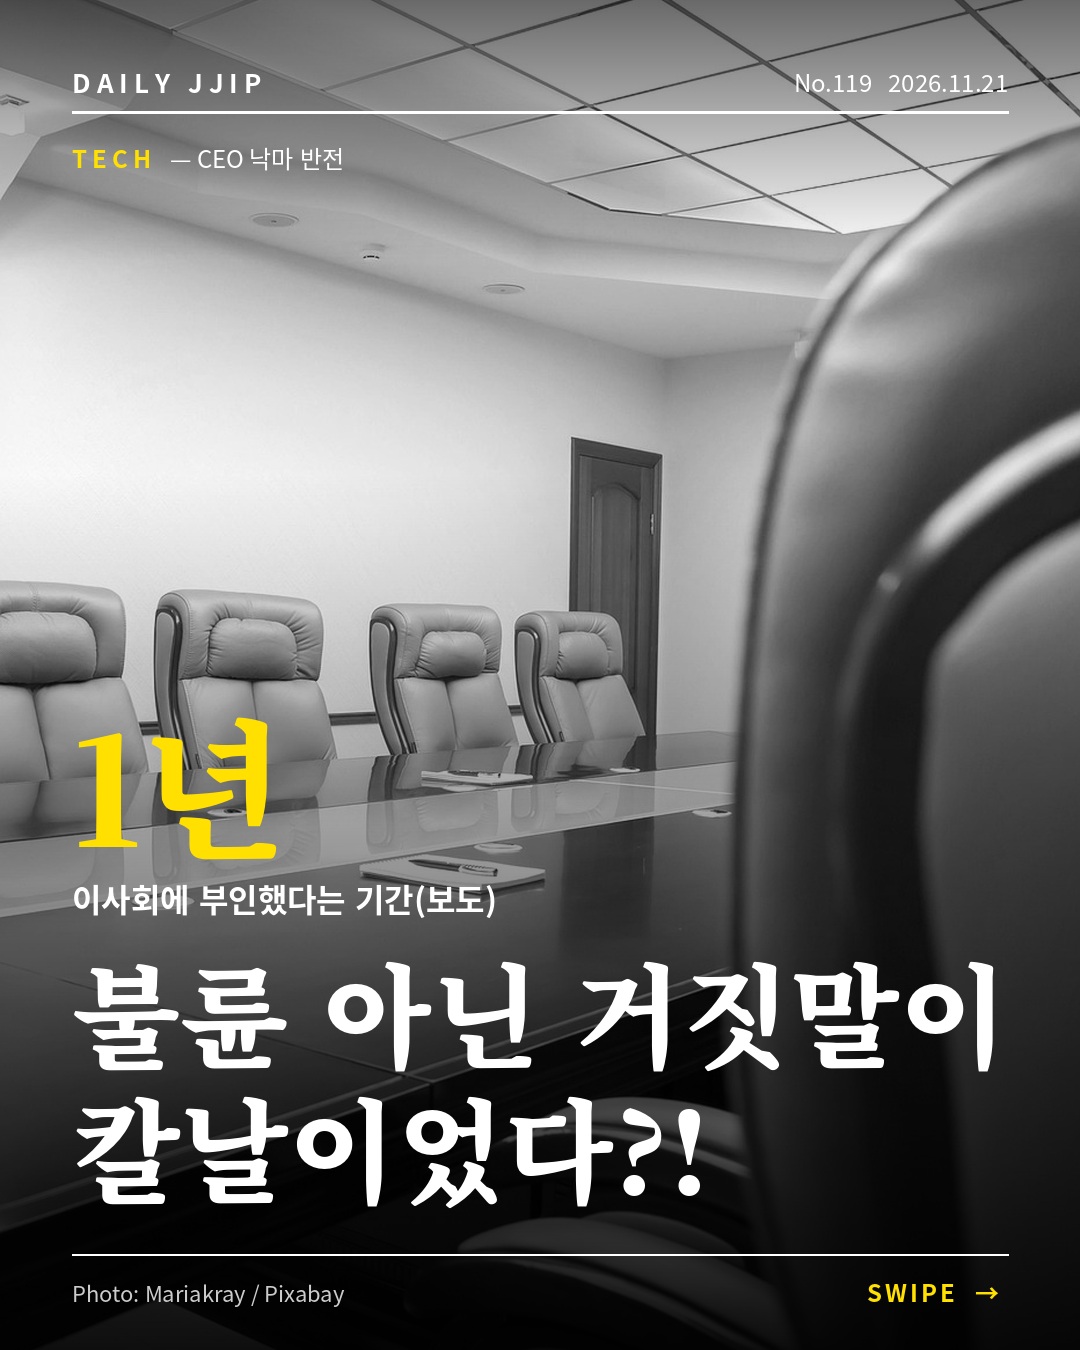 DAILY JJIP
No.119 2026.11.21
TECH — CEO 낙마 반전
1년
이사회에 부인했다는 기간(보도)
불륜 아닌 거짓말이
칼날이었다?!
Photo: Mariakray / Pixabay
SWIPE →